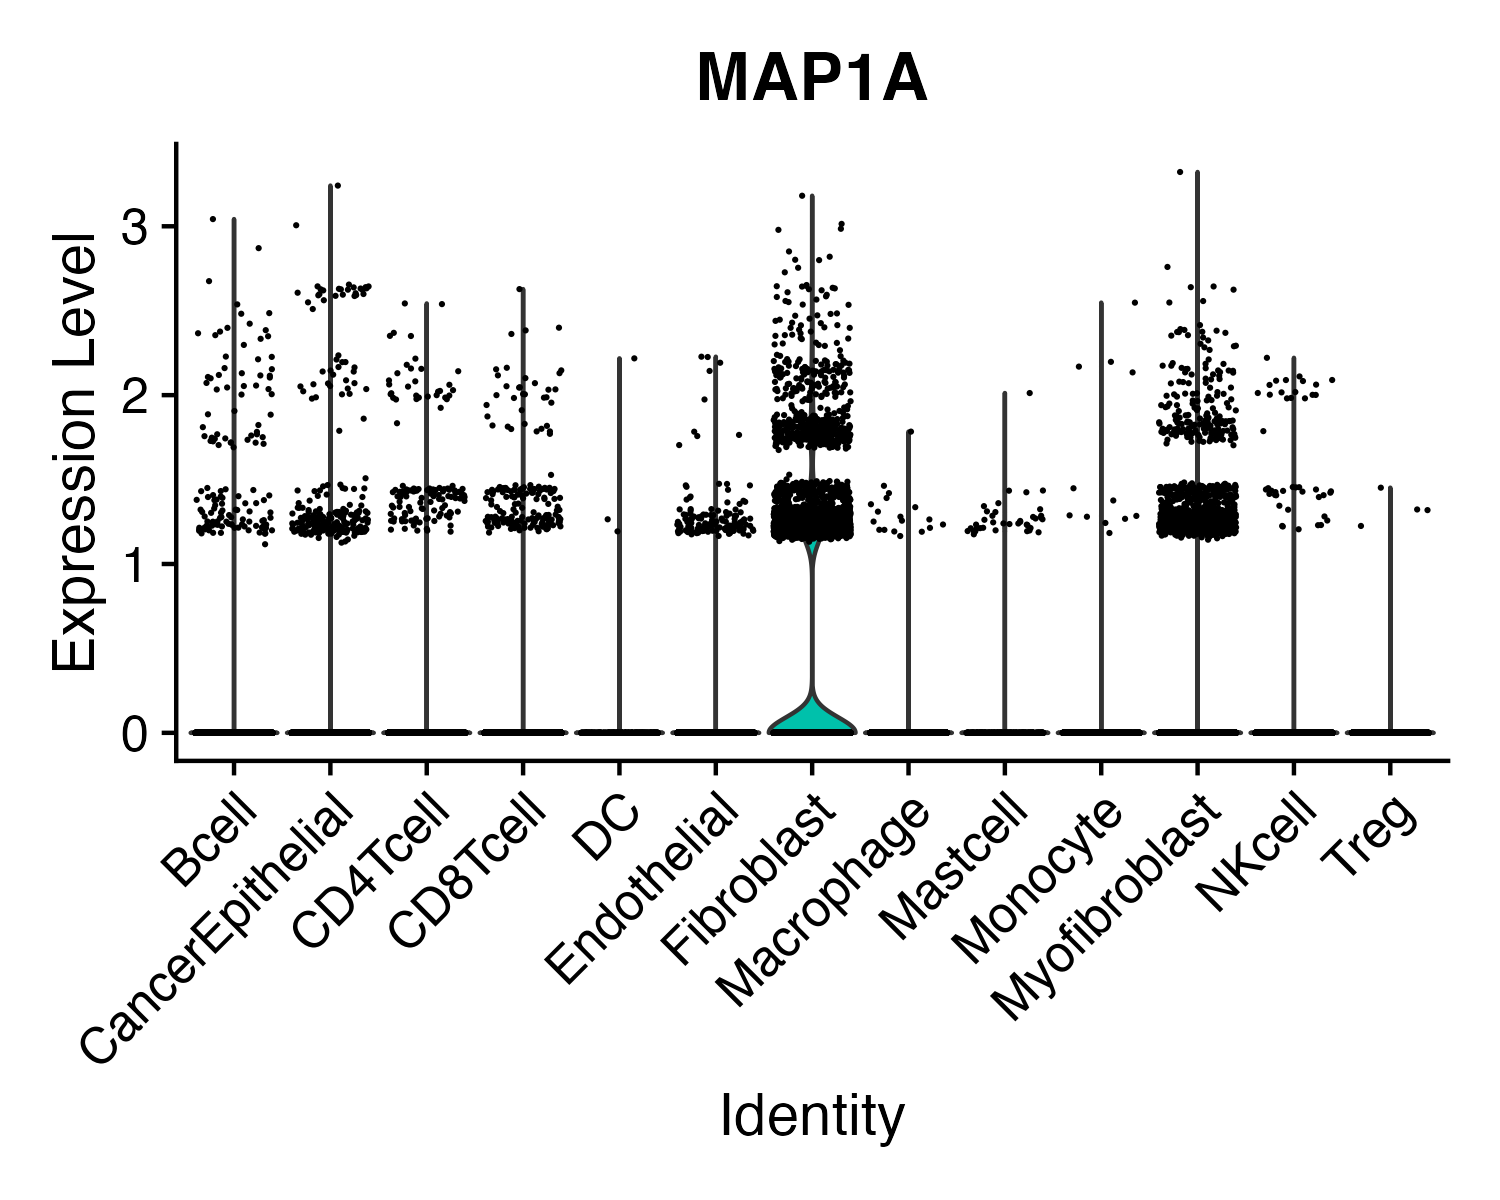 MAP1A
Expression Level
3
2
1
0
Bcell
CancerEpithelial
CD4Tcell
CD8Tcell
DC
Endothelial
Fibroblast
Macrophage
Mastcell
Monocyte
Myofibroblast
NKcell
Treg
Identity